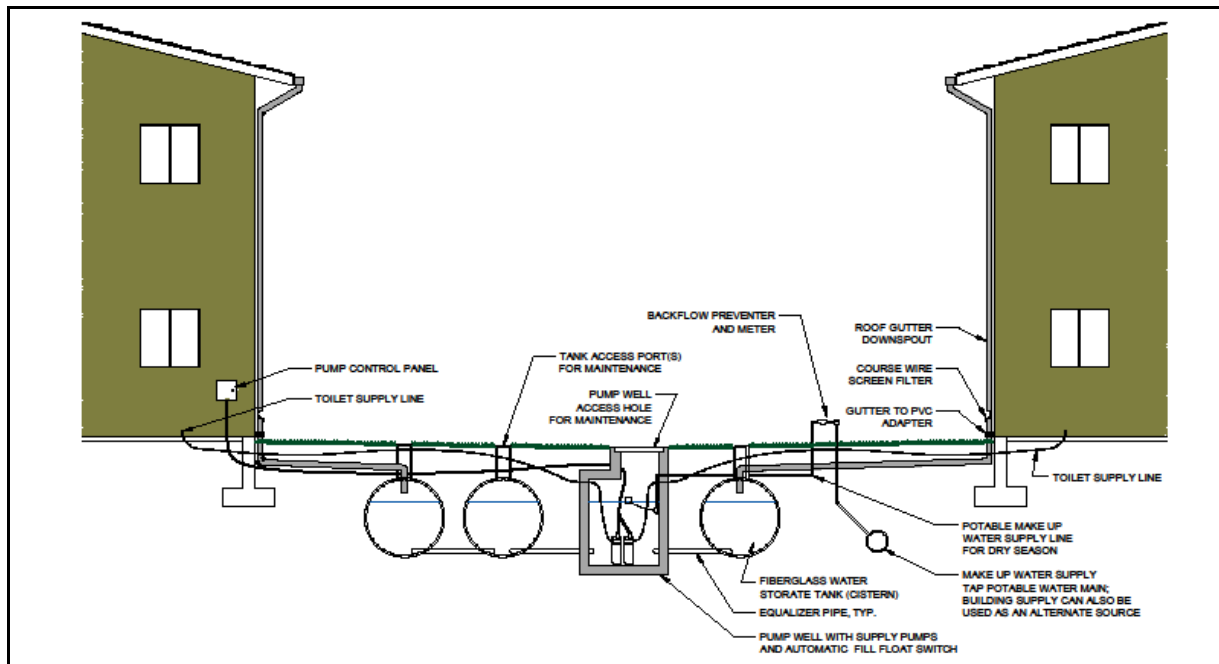 BACKFLOW PREVENTER
AND METER
ROOF GUTTER
DOWNSPOUT
TANK ACCESS PORT(S)
FOR MAINTENANCE
PUMP CONTROL PANEL
COURSE WIRE
SCREEN FILTER
PUMP WELL
ACCESS HOLE
FOR MAINTENANCE
TOILET SUPPLY LINE
GUTTER TO PVC
ADAPTER
TOILET SUPPLY LINE
POTABLE MAKE UP
WATER SUPPLY LINE
FOR DRY SEASON
FIBERGLASS WATER
STORATE TANK (CISTERN)
MAKE UP WATER SUPPLY
TAP POTABLE WATER MAIN;
BUILDING SUPPLY CAN ALSO BE
USED AS AN ALTERNATE SOURCE
EQUALIZER PIPE, TYP.
PUMP WELL WITH SUPPLY PUMPS
AND AUTOMATIC FILL FLOAT SWITCH